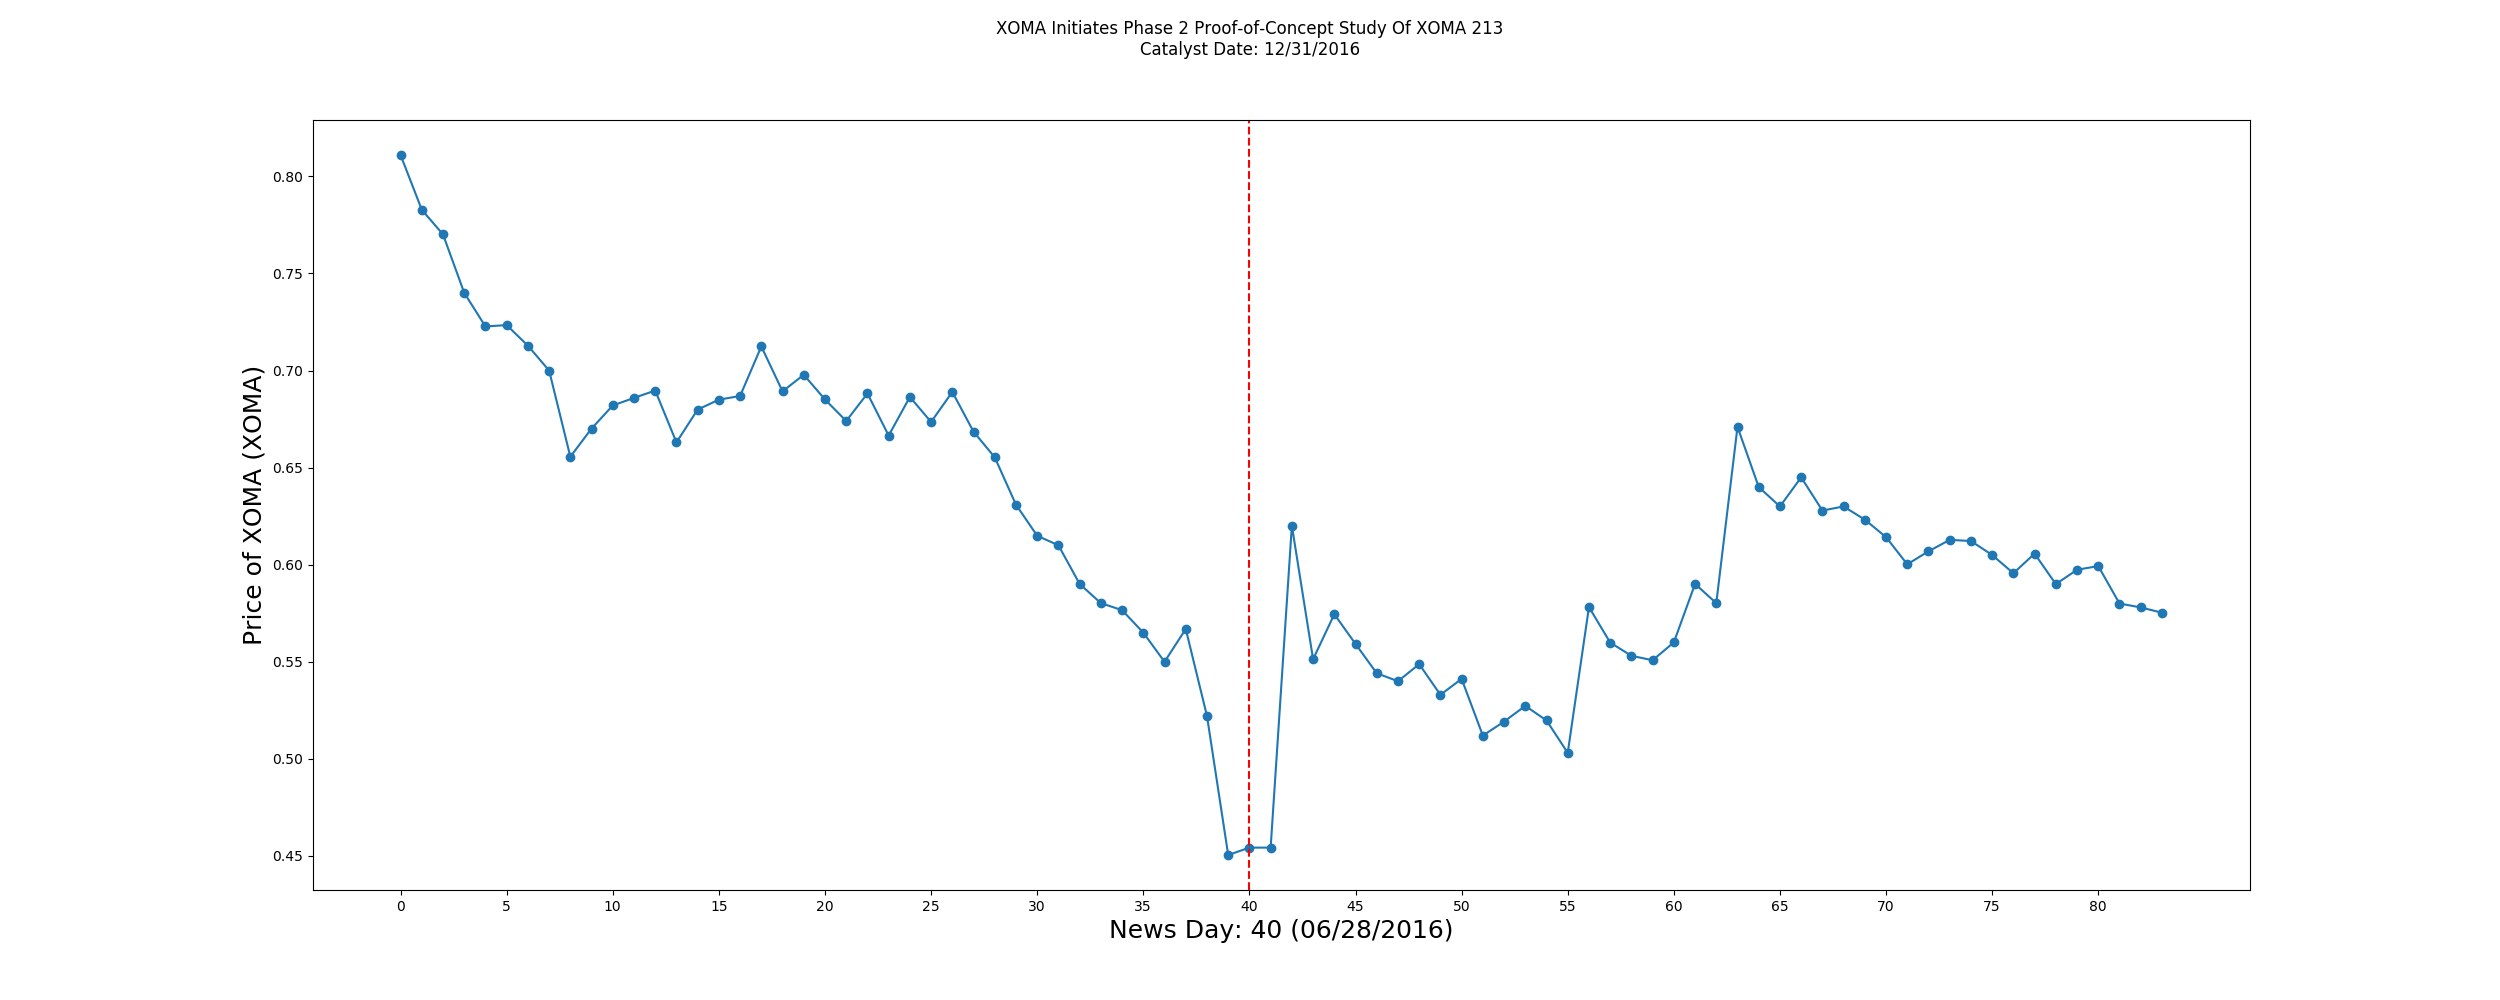 XOMA Initiates Phase 2 Proof-of-Concept Study Of XOMA 213
Catalyst Date: 12/31/2016
Price of XOMA (XOMA)
0.80
0.75
0.70
0.65
0.60
0.55
0.50
0.45
0 5 10 15 20 25 30 35 40 45 50 55 60 65 70 75 80
News Day: 40 (06/28/2016)